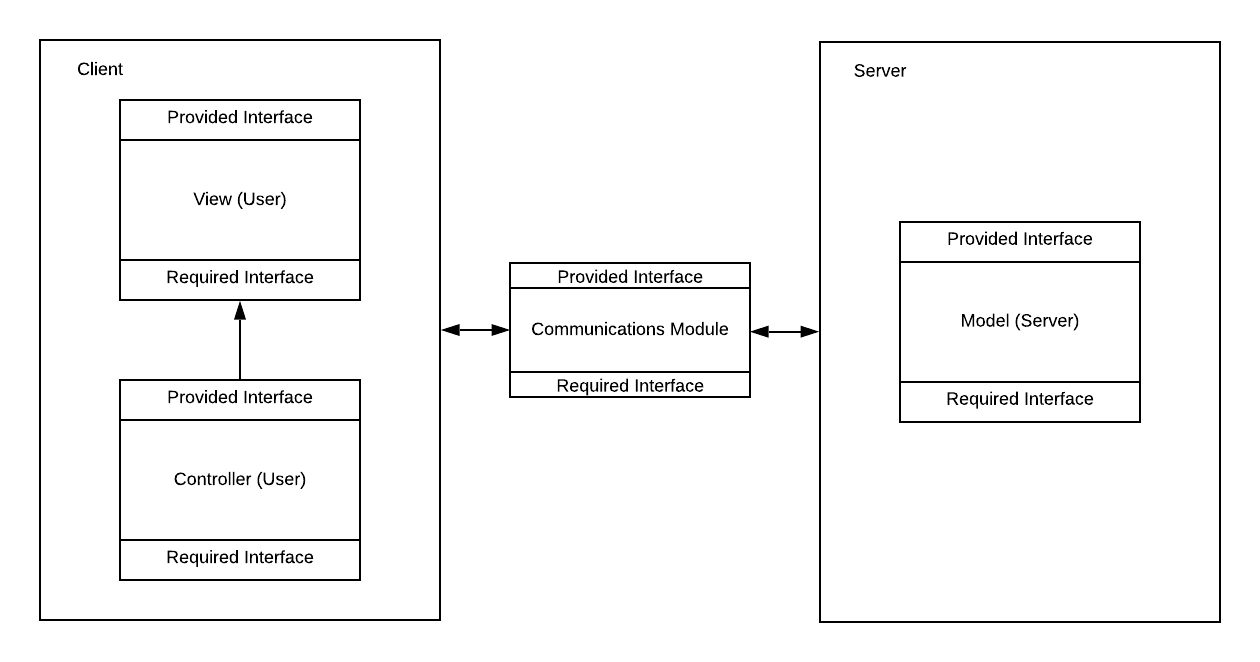 Client
Provided Interface
View (User)
Required Interface
Provided Interface
Controller (User)
Required Interface
Provided Interface
Communications Module
Required Interface
Server
Provided Interface
Model (Server)
Required Interface